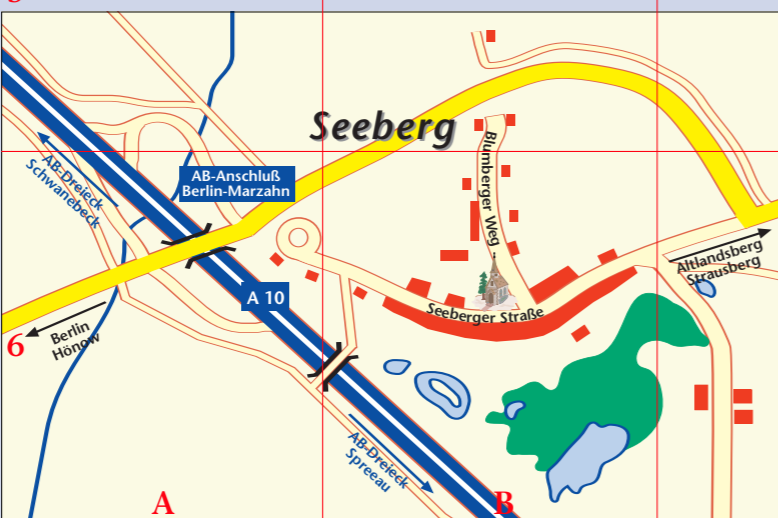 Seeberg
AB-Anschluß
Berlin-Marzahn
AB-Dreieck
Schwanebeck
Blumberger Weg
Altlandsberg
Strausberg
A 10
Seeberger Straße
Berlin
Hönow
6
AB-Dreieck
Spreeau
A
B